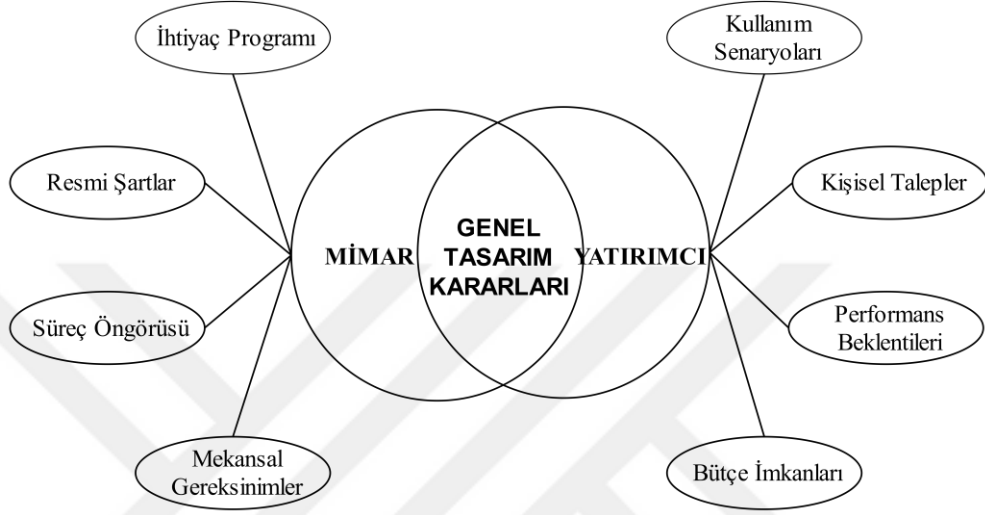 İhtiyaç Programı
Kullanım
Senaryoları
Resmi Şartlar
Kişisel Talepler
MİMAR
GENEL
TASARIM
KARARLARI
YATIRIMCI
Süreç Öngörüsü
Performans
Beklentileri
Mekansal
Gereksinimler
Bütçe İmkanları